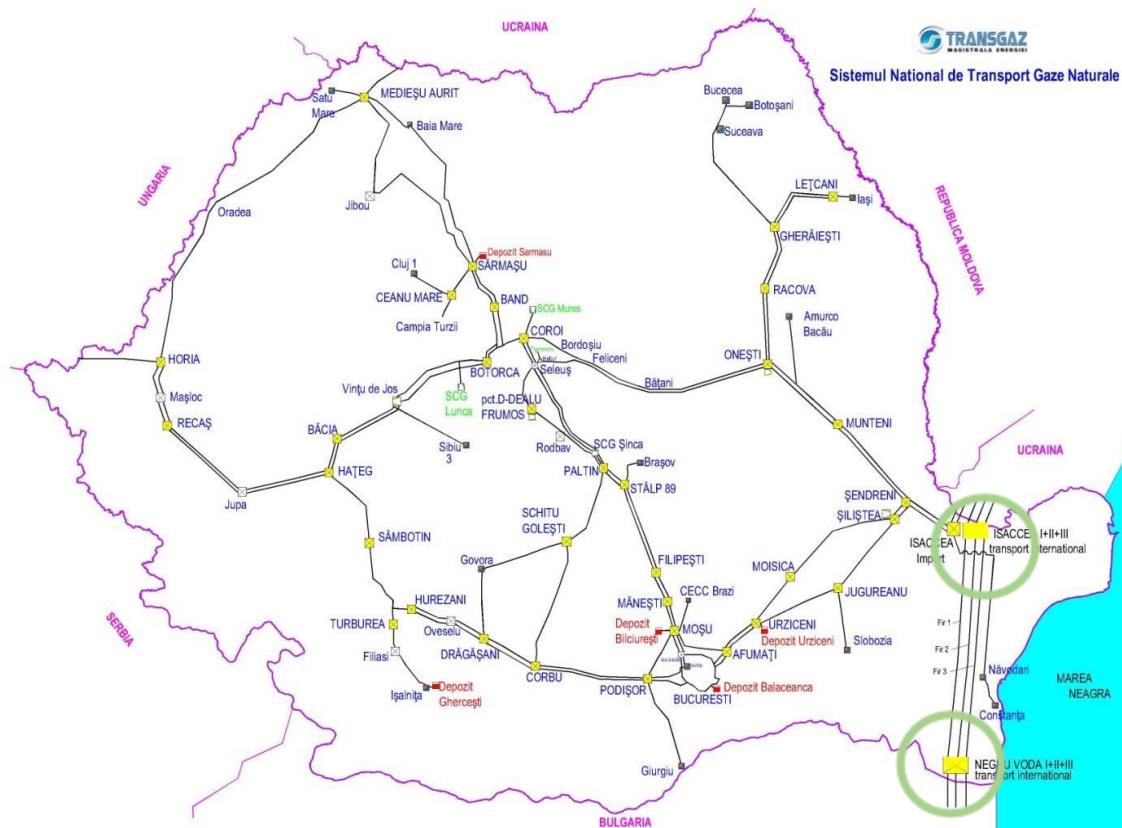 UCRAINA
TRANSGAZ
MAGISTRALA ENERGIEI
Sistemul National de Transport Gaze Naturale
Satu
Mare
MEDIEŞU AURIT
Bucecea
Botoşani
Suceava
Baia Mare
UNGARIA
Jibou
LEŢCANI
Iaşi
REPUBLICA MOLDOVA
Oradea
GHERĂIEŞTI
Depozit Sarmasu
Cluj 1
SĂRMAŞU
CEANU MARE
BAND
RACOVA
Campia Turzii
SCG Mures
Amurco
Bacău
COROI
Bordoşiu
HORIA
BOTORCA
Seleuş
Feliceni
ONEŞTI
Bățani
Maşloc
Vinţu de Jos
SCG
Lunca
pct.D-DEALU
FRUMOS
RECAŞ
BĂCIA
MUNTENI
Sibiu
3
Rodbav
SCG Şinca
UCRAINA
HAŢEG
PALTIN
Braşov
Jupa
STÂLP 89
ŞENDRENI
SCHITU
GOLEŞTI
ŞILIŞTEA
ISACCEA
Import
ISACCEA I+II+III
transport international
SÂMBOTIN
Govora
FILIPEŞTI
MOISICA
HUREZANI
MĂNEŞTI
CECC Brazi
JUGUREANU
SERBIA
TURBUREA
Oveselu
Depozit
Bilciureşti
MOŞU
URZICENI
Depozit Urziceni
Fir 1
Filiasi
DRĂGĂŞANI
AFUMAŢI
Slobozia
Fir 2
Fir 3
CORBU
Işalniţa
Depozit
Gherceşti
PODIŞOR
BUCURESTI
Depozit Balaceanca
Năvodari
MAREA
NEAGRA
Constanţa
Giurgiu
NEGRU VODA I+II+III
transport international
BULGARIA